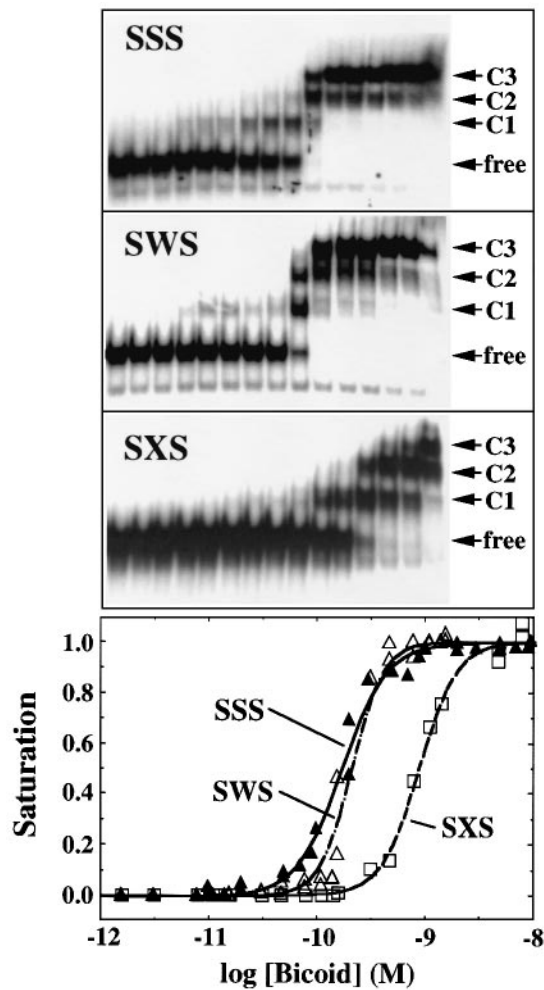 SSS
C3
C2
C1
free
SWS
C3
C2
C1
free
SXS
C3
C2
C1
free
1.0
0.8
0.6
0.4
0.2
0.0
Saturation
SSS
SWS
SXS
-12 -11 -10 -9 -8
log [Bicoid] (M)